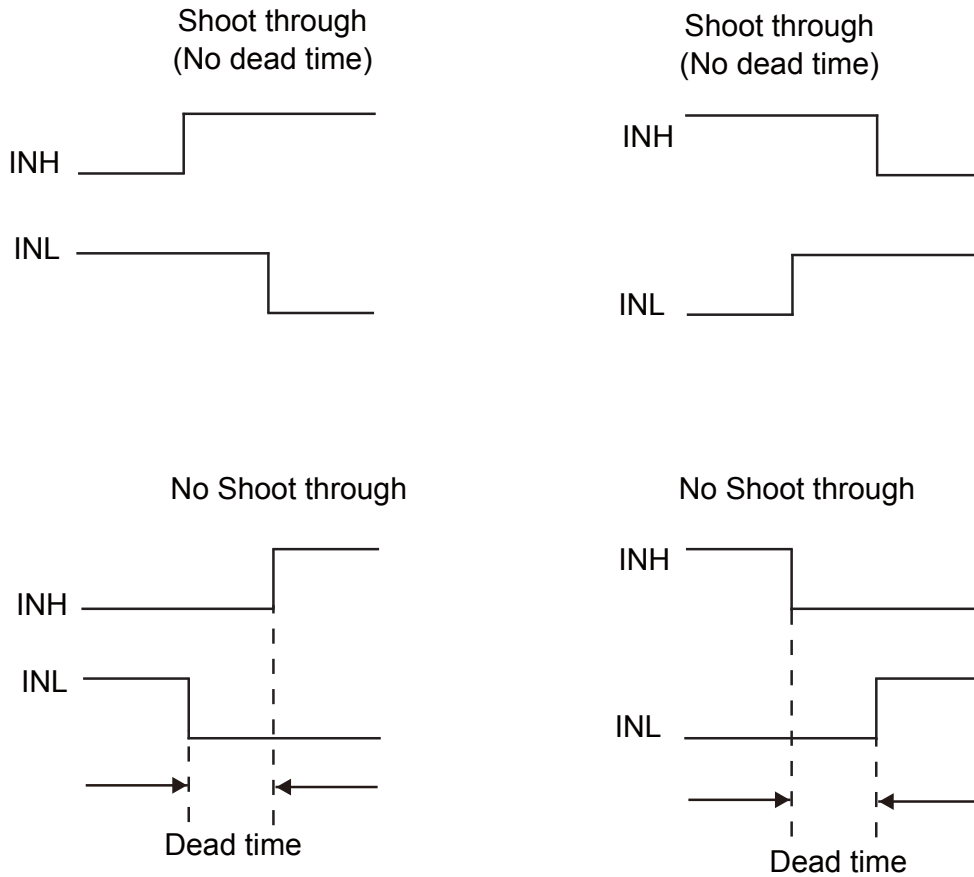 Shoot through
(No dead time)
INH
INL
Shoot through
(No dead time)
INH
INL
No Shoot through
INH
INL
Dead time
No Shoot through
INH
INL
Dead time